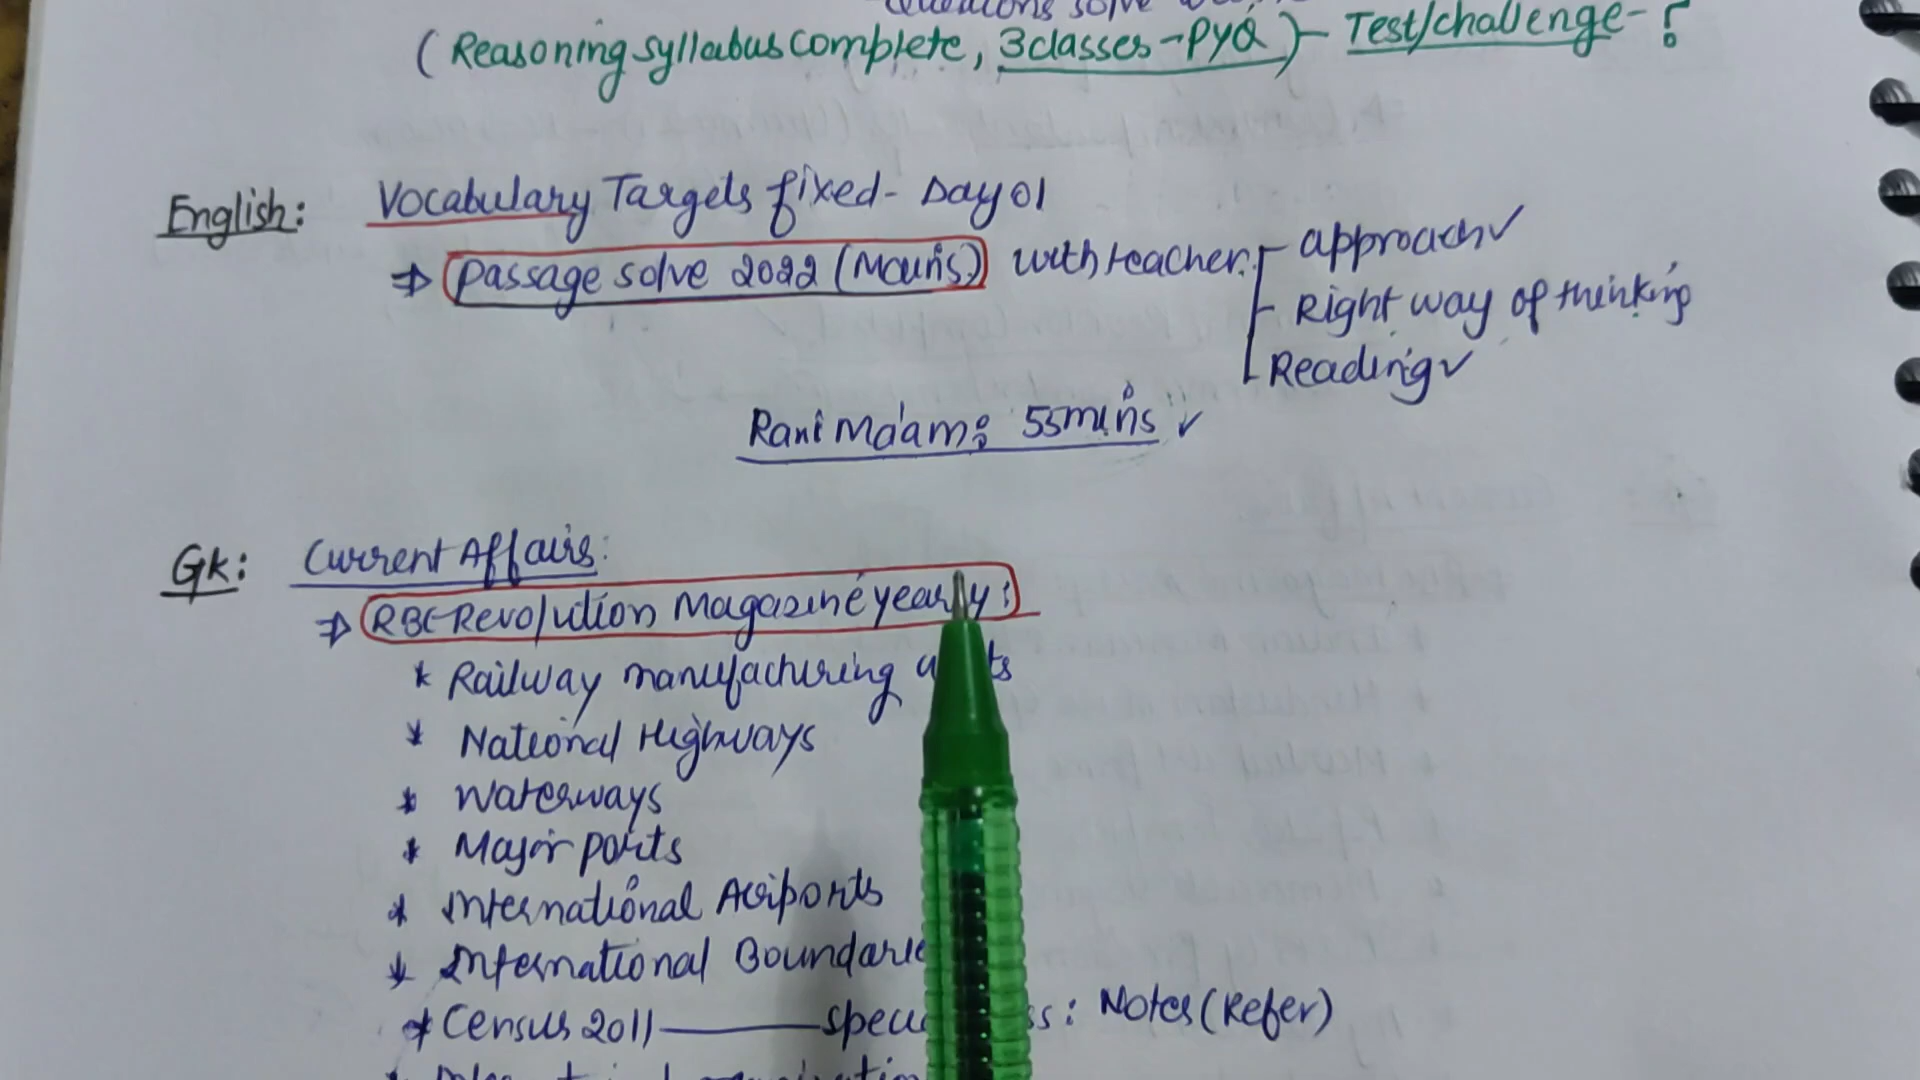 solve
(Reasoning syllabus complete, 3classes-PYQ)- Test/challenge-!
English: Vocabulary Targets fixed- Day 01
⇒ Passage solve 2022 (Mains) with teacher:
- approach✓
- Right way of thinking
- Reading✓
Rani Ma'am: 55mins ✓
Gk: Current Affairs:
⇒ RBE Revolution Magazine yearly:
* Railway manufacturing
* National Highways
* Waterways
* Major ports
* International Airports
* International
* Census 2011 : Notes (Refer)